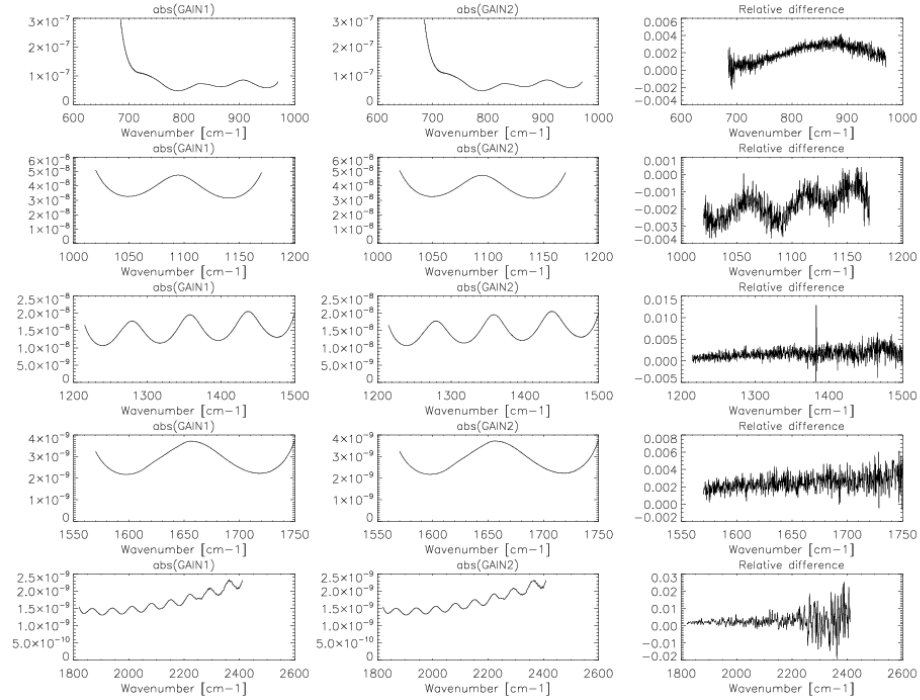 abs(GAIN1)
3×10⁻⁷
2×10⁻⁷
1×10⁻⁷
0
600 700 800 900 1000
Wavenumber [cm-1]
abs(GAIN2)
3×10⁻⁷
2×10⁻⁷
1×10⁻⁷
0
600 700 800 900 1000
Wavenumber [cm-1]
Relative difference
0.006
0.004
0.002
0.000
−0.002
−0.004
600 700 800 900 1000
Wavenumber [cm-1]
abs(GAIN1)
6×10⁻⁸
5×10⁻⁸
4×10⁻⁸
3×10⁻⁸
2×10⁻⁸
1×10⁻⁸
0
1000 1050 1100 1150 1200
Wavenumber [cm-1]
abs(GAIN2)
6×10⁻⁸
5×10⁻⁸
4×10⁻⁸
3×10⁻⁸
2×10⁻⁸
1×10⁻⁸
0
1000 1050 1100 1150 1200
Wavenumber [cm-1]
Relative difference
0.001
0.000
−0.001
−0.002
−0.003
−0.004
1000 1050 1100 1150 1200
Wavenumber [cm-1]
abs(GAIN1)
2.5×10⁻⁸
2.0×10⁻⁸
1.5×10⁻⁸
1.0×10⁻⁸
5.0×10⁻⁹
0
1200 1300 1400 1500
Wavenumber [cm-1]
abs(GAIN2)
2.5×10⁻⁸
2.0×10⁻⁸
1.5×10⁻⁸
1.0×10⁻⁸
5.0×10⁻⁹
0
1200 1300 1400 1500
Wavenumber [cm-1]
Relative difference
0.015
0.010
0.005
0.000
−0.005
1200 1300 1400 1500
Wavenumber [cm-1]
abs(GAIN1)
4×10⁻⁹
3×10⁻⁹
2×10⁻⁹
1×10⁻⁹
0
1550 1600 1650 1700 1750
Wavenumber [cm-1]
abs(GAIN2)
4×10⁻⁹
3×10⁻⁹
2×10⁻⁹
1×10⁻⁹
0
1550 1600 1650 1700 1750
Wavenumber [cm-1]
Relative difference
0.008
0.006
0.004
0.002
0.000
−0.002
1550 1600 1650 1700 1750
Wavenumber [cm-1]
abs(GAIN1)
2.5×10⁻⁹
2.0×10⁻⁹
1.5×10⁻⁹
1.0×10⁻⁹
5.0×10⁻¹⁰
0
1800 2000 2200 2400 2600
Wavenumber [cm-1]
abs(GAIN2)
2.5×10⁻⁹
2.0×10⁻⁹
1.5×10⁻⁹
1.0×10⁻⁹
5.0×10⁻¹⁰
0
1800 2000 2200 2400 2600
Wavenumber [cm-1]
Relative difference
0.03
0.02
0.01
0.00
−0.01
−0.02
1800 2000 2200 2400 2600
Wavenumber [cm-1]